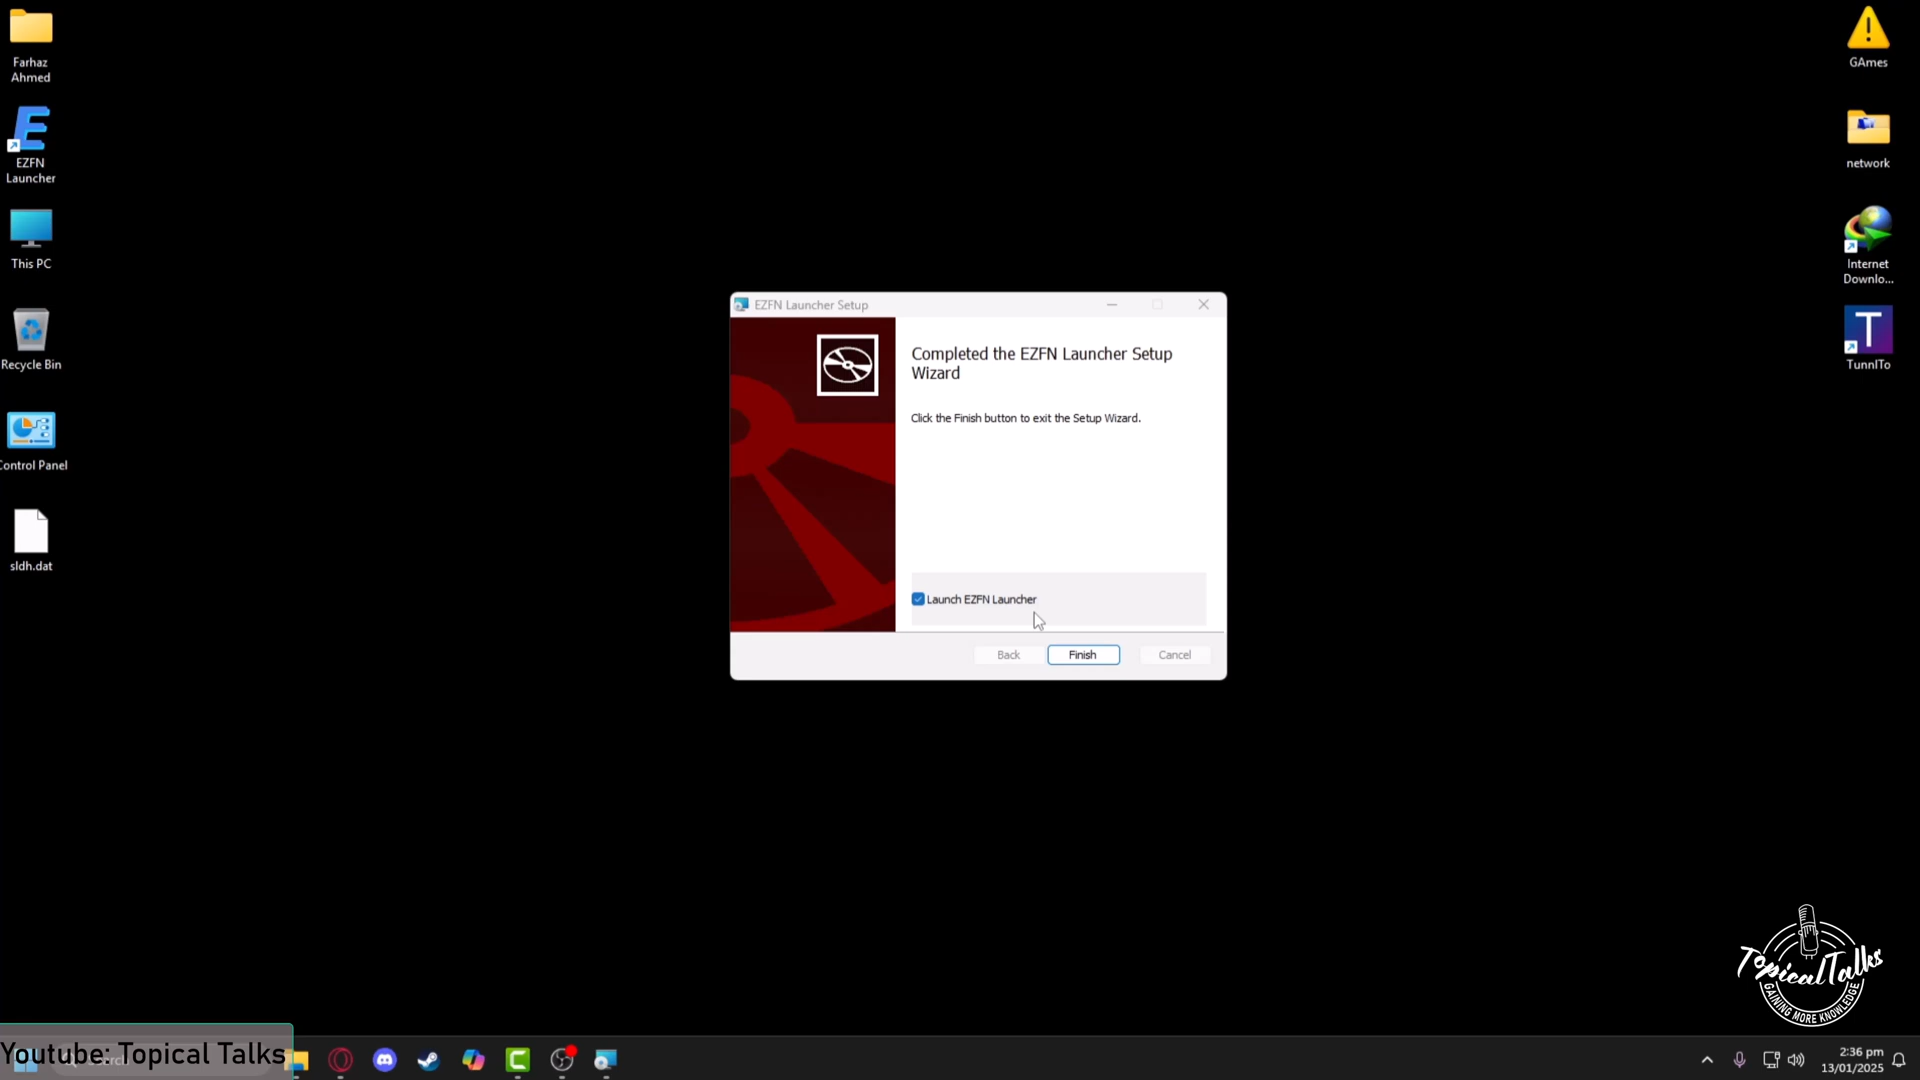 Farhaz
Ahmed
EZFN
Launcher
This PC
Recycle Bin
Control Panel
sldh.dat
EZFN Launcher Setup
Completed the EZFN Launcher Setup
Wizard
Click the Finish button to exit the Setup Wizard.
Launch EZFN Launcher
Back
Finish
Cancel
GAmes
network
Internet
Downlo...
T
TunnlTo
TopicalTalks
GAINING MORE KNOWLEDGE
Youtube: Topical Talks
2:36 pm
13/01/2025